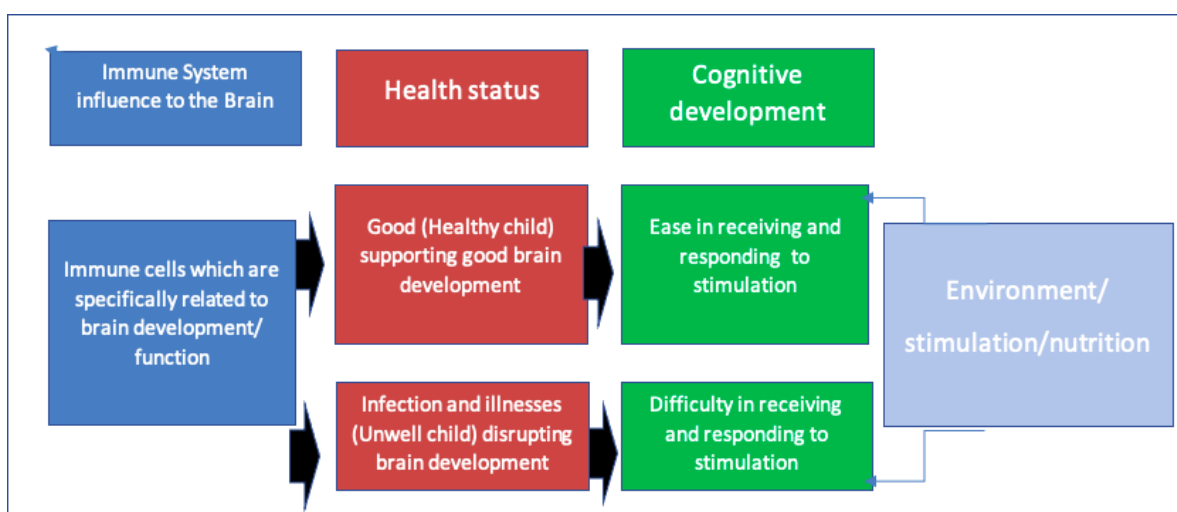 Immune System
influence to the Brain
Health status
Cognitive
development
Immune cells which are
specifically related to
brain development/
function
Good (Healthy child)
supporting good brain
development
Ease in receiving and
responding to
stimulation
Environment/
stimulation/nutrition
Infection and illnesses
(Unwell child) disrupting
brain development
Difficulty in receiving
and responding to
stimulation